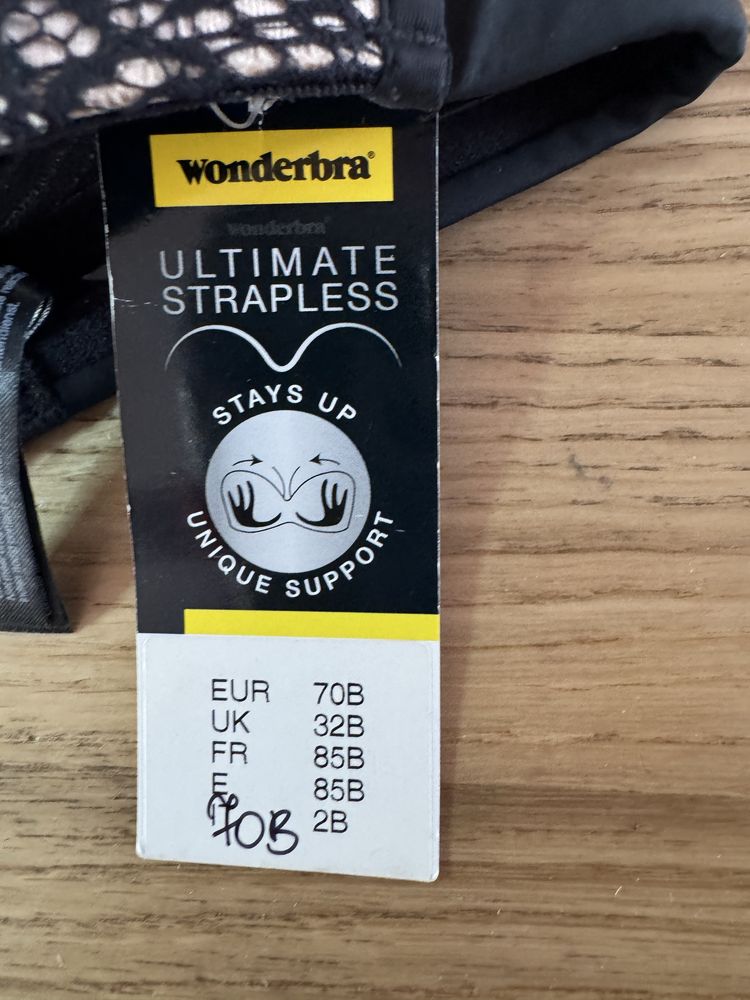 wonderbra®
wonderbra®
ULTIMATE
STRAPLESS
STAYS UP
UNIQUE SUPPORT
EUR 70B
UK 32B
FR 85B
E 85B
2B
70B